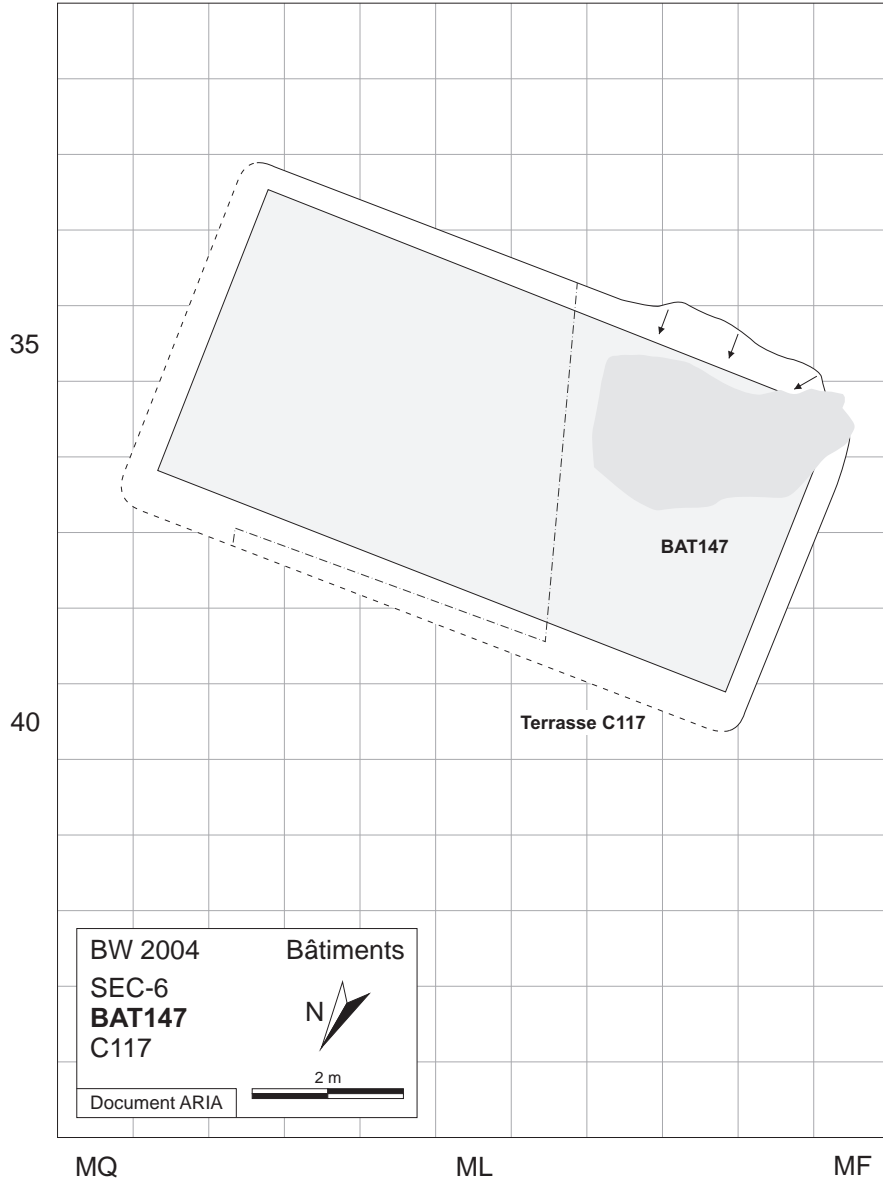 35
BAT147
40
Terrasse C117
BW 2004 Bâtiments
SEC-6
BAT147
C117
N
2 m
Document ARIA
MQ ML MF